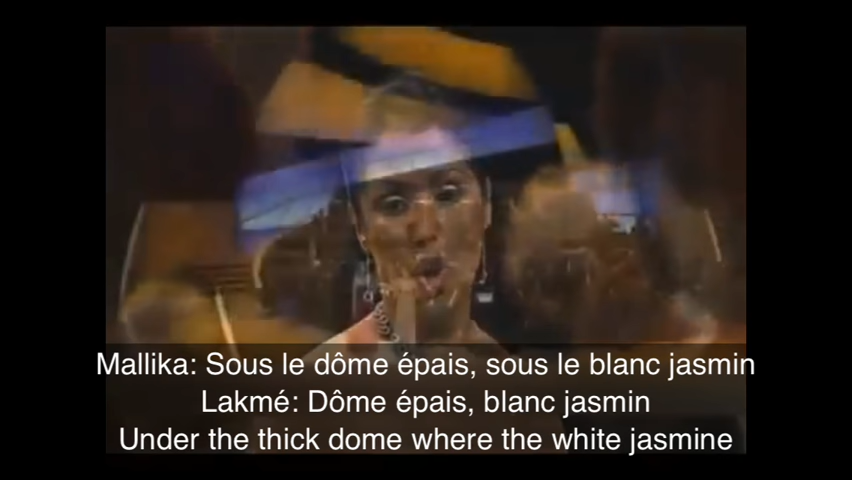 Mallika: Sous le dôme épais, sous le blanc jasmin
Lakmé: Dôme épais, blanc jasmin
Under the thick dome where the white jasmine